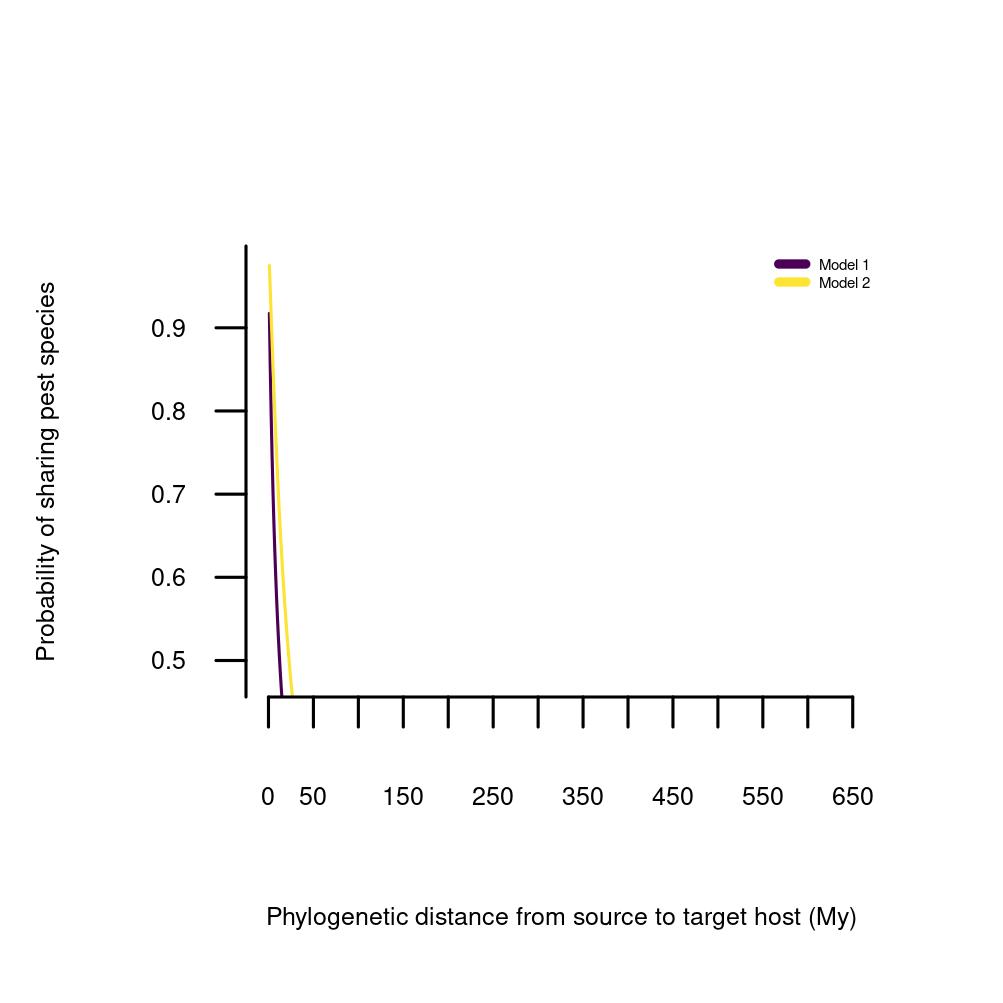 Model 1
Model 2
Probability of sharing pest species
0.9
0.8
0.7
0.6
0.5
0 50 150 250 350 450 550 650
Phylogenetic distance from source to target host (My)